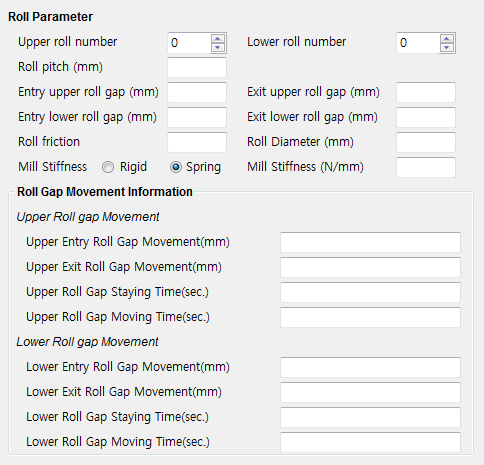 Roll Parameter
Upper roll number 0 Lower roll number 0
Roll pitch (mm)
Entry upper roll gap (mm) Exit upper roll gap (mm)
Entry lower roll gap (mm) Exit lower roll gap (mm)
Roll friction Roll Diameter (mm)
Mill Stiffness Rigid Spring Mill Stiffness (N/mm)
Roll Gap Movement Information
Upper Roll gap Movement
Upper Entry Roll Gap Movement(mm)
Upper Exit Roll Gap Movement(mm)
Upper Roll Gap Staying Time(sec.)
Upper Roll Gap Moving Time(sec.)
Lower Roll gap Movement
Lower Entry Roll Gap Movement(mm)
Lower Exit Roll Gap Movement(mm)
Lower Roll Gap Staying Time(sec.)
Lower Roll Gap Moving Time(sec.)